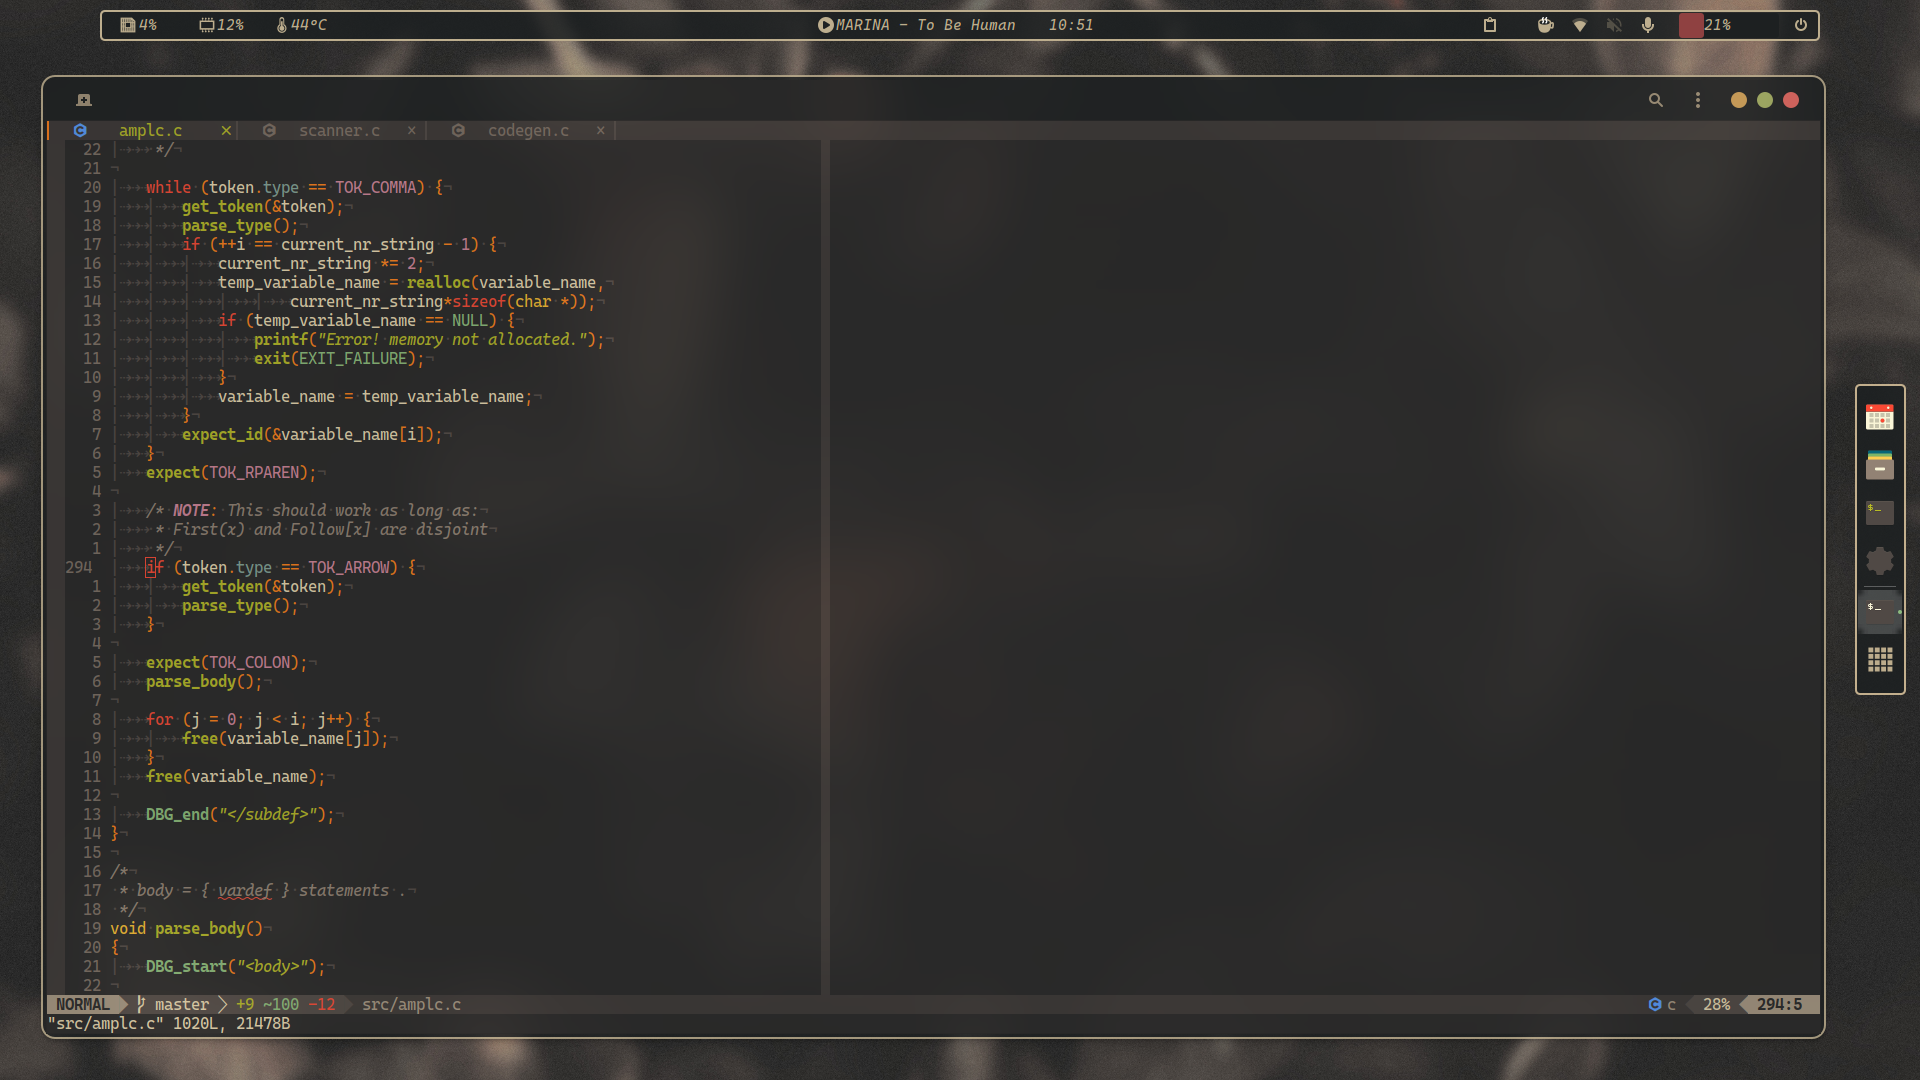 4% 12% 44°C MARINA - To Be Human 10:51 21%
amplc.c × scanner.c × codegen.c ×
22 */
21
20 while (token.type == TOK_COMMA) {
19 get_token(&token);
18 parse_type();
17 if (++i == current_nr_string - 1) {
16 current_nr_string *= 2;
15 temp_variable_name = realloc(variable_name,
14 current_nr_string*sizeof(char *));
13 if (temp_variable_name == NULL) {
12 printf("Error! memory not allocated.");
11 exit(EXIT_FAILURE);
10 }
9 variable_name = temp_variable_name;
8 }
7 expect_id(&variable_name[i]);
6 }
5 expect(TOK_RPAREN);
4
3 /* NOTE: This should work as long as:
2 * First(x) and Follow[x] are disjoint
1 */
294 if (token.type == TOK_ARROW) {
1 get_token(&token);
2 parse_type();
3 }
4
5 expect(TOK_COLON);
6 parse_body();
7
8 for (j = 0; j < i; j++) {
9 free(variable_name[j]);
10 }
11 free(variable_name);
12
13 DBG_end("</subdef>");
14 }
15
16 /*
17 * body = { vardef } statements .
18 */
19 void parse_body()
20 {
21 DBG_start("<body>");
22
NORMAL master +9 ~100 -12 src/amplc.c c 28% 294:5
"src/amplc.c" 1020L, 21478B